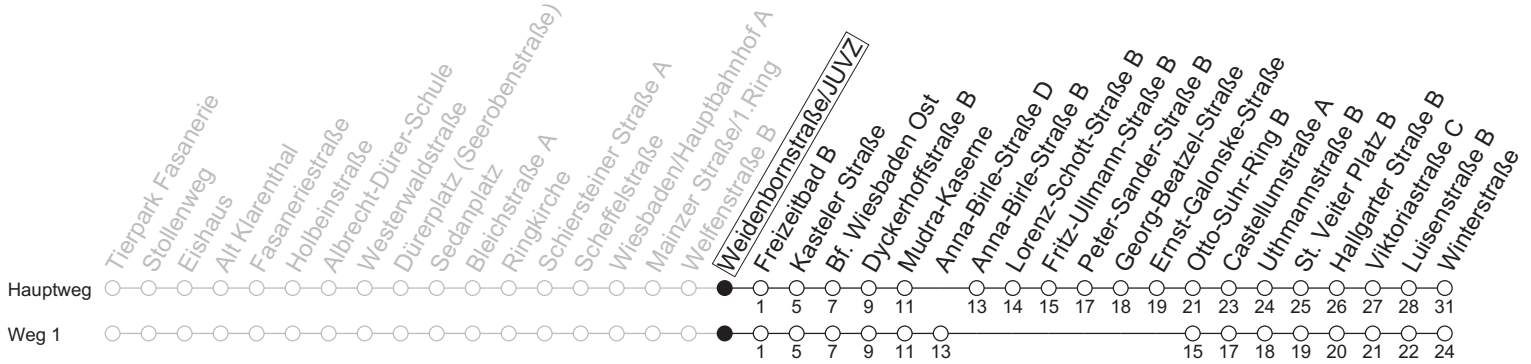 Tierpark Fasanerie
Stollenweg
Eishaus
Alt Klarenthal
Fasaneriestraße
Holbeinstraße
Albrecht-Dürer-Schule
Westerwaldstraße
Dürerplatz (Seerobenstraße)
Sedanplatz
Bleichstraße A
Ringkirche
Schiersteiner Straße A
Scheffelstraße
Wiesbaden/Hauptbahnhof A
Mainzer Straße/1.Ring
Welfenstraße B
Weidenbornstraße/JUVZ
Freizeitbad B
Kasteler Straße
Bf. Wiesbaden Ost
Dyckerhoffstraße B
Mudra-Kaserne
Anna-Birle-Straße D
Anna-Birle-Straße B
Lorenz-Schott-Straße B
Fritz-Ullmann-Straße B
Peter-Sander-Straße B
Georg-Beatzel-Straße
Ernst-Galonske-Straße
Otto-Suhr-Ring B
Castellumstraße A
Uthmannstraße B
St. Veiter Platz B
Hallgarter Straße B
Viktoriastraße C
Luisenstraße B
Winterstraße
Hauptweg
1 5 7 9 11 13 14 15 17 18 19 21 23 24 25 26 27 28 31
Weg 1
1 5 7 9 11 13 15 17 18 19 20 21 22 24